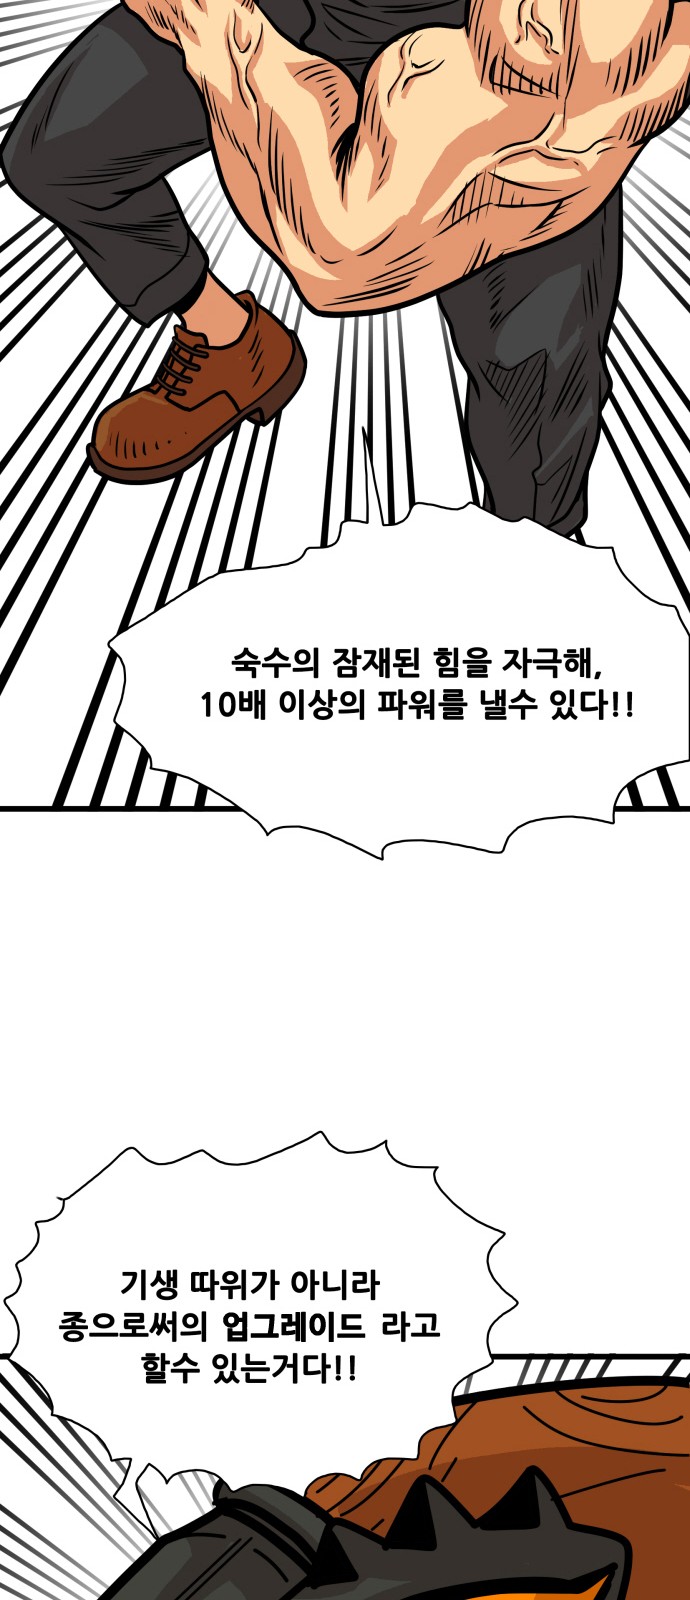 숙수의 잠재된 힘을 자극해,
10배 이상의 파워를 낼수 있다!!
기생 따위가 아니라
종으로써의 업그레이드 라고
할수 있는거다!!